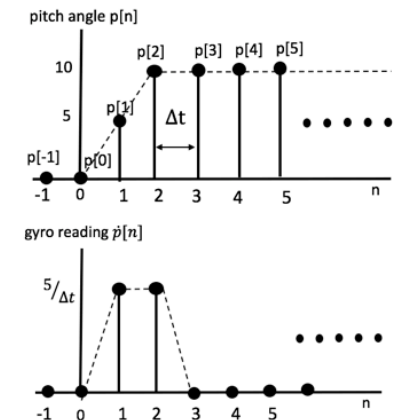 pitch angle p[n]
p[2] p[3] p[4] p[5]
10
p[1]
5
Δt
p[-1] p[0]
-1 0 1 2 3 4 5 n
gyro reading ṗ[n]
5/Δt
-1 0 1 2 3 4 5 n